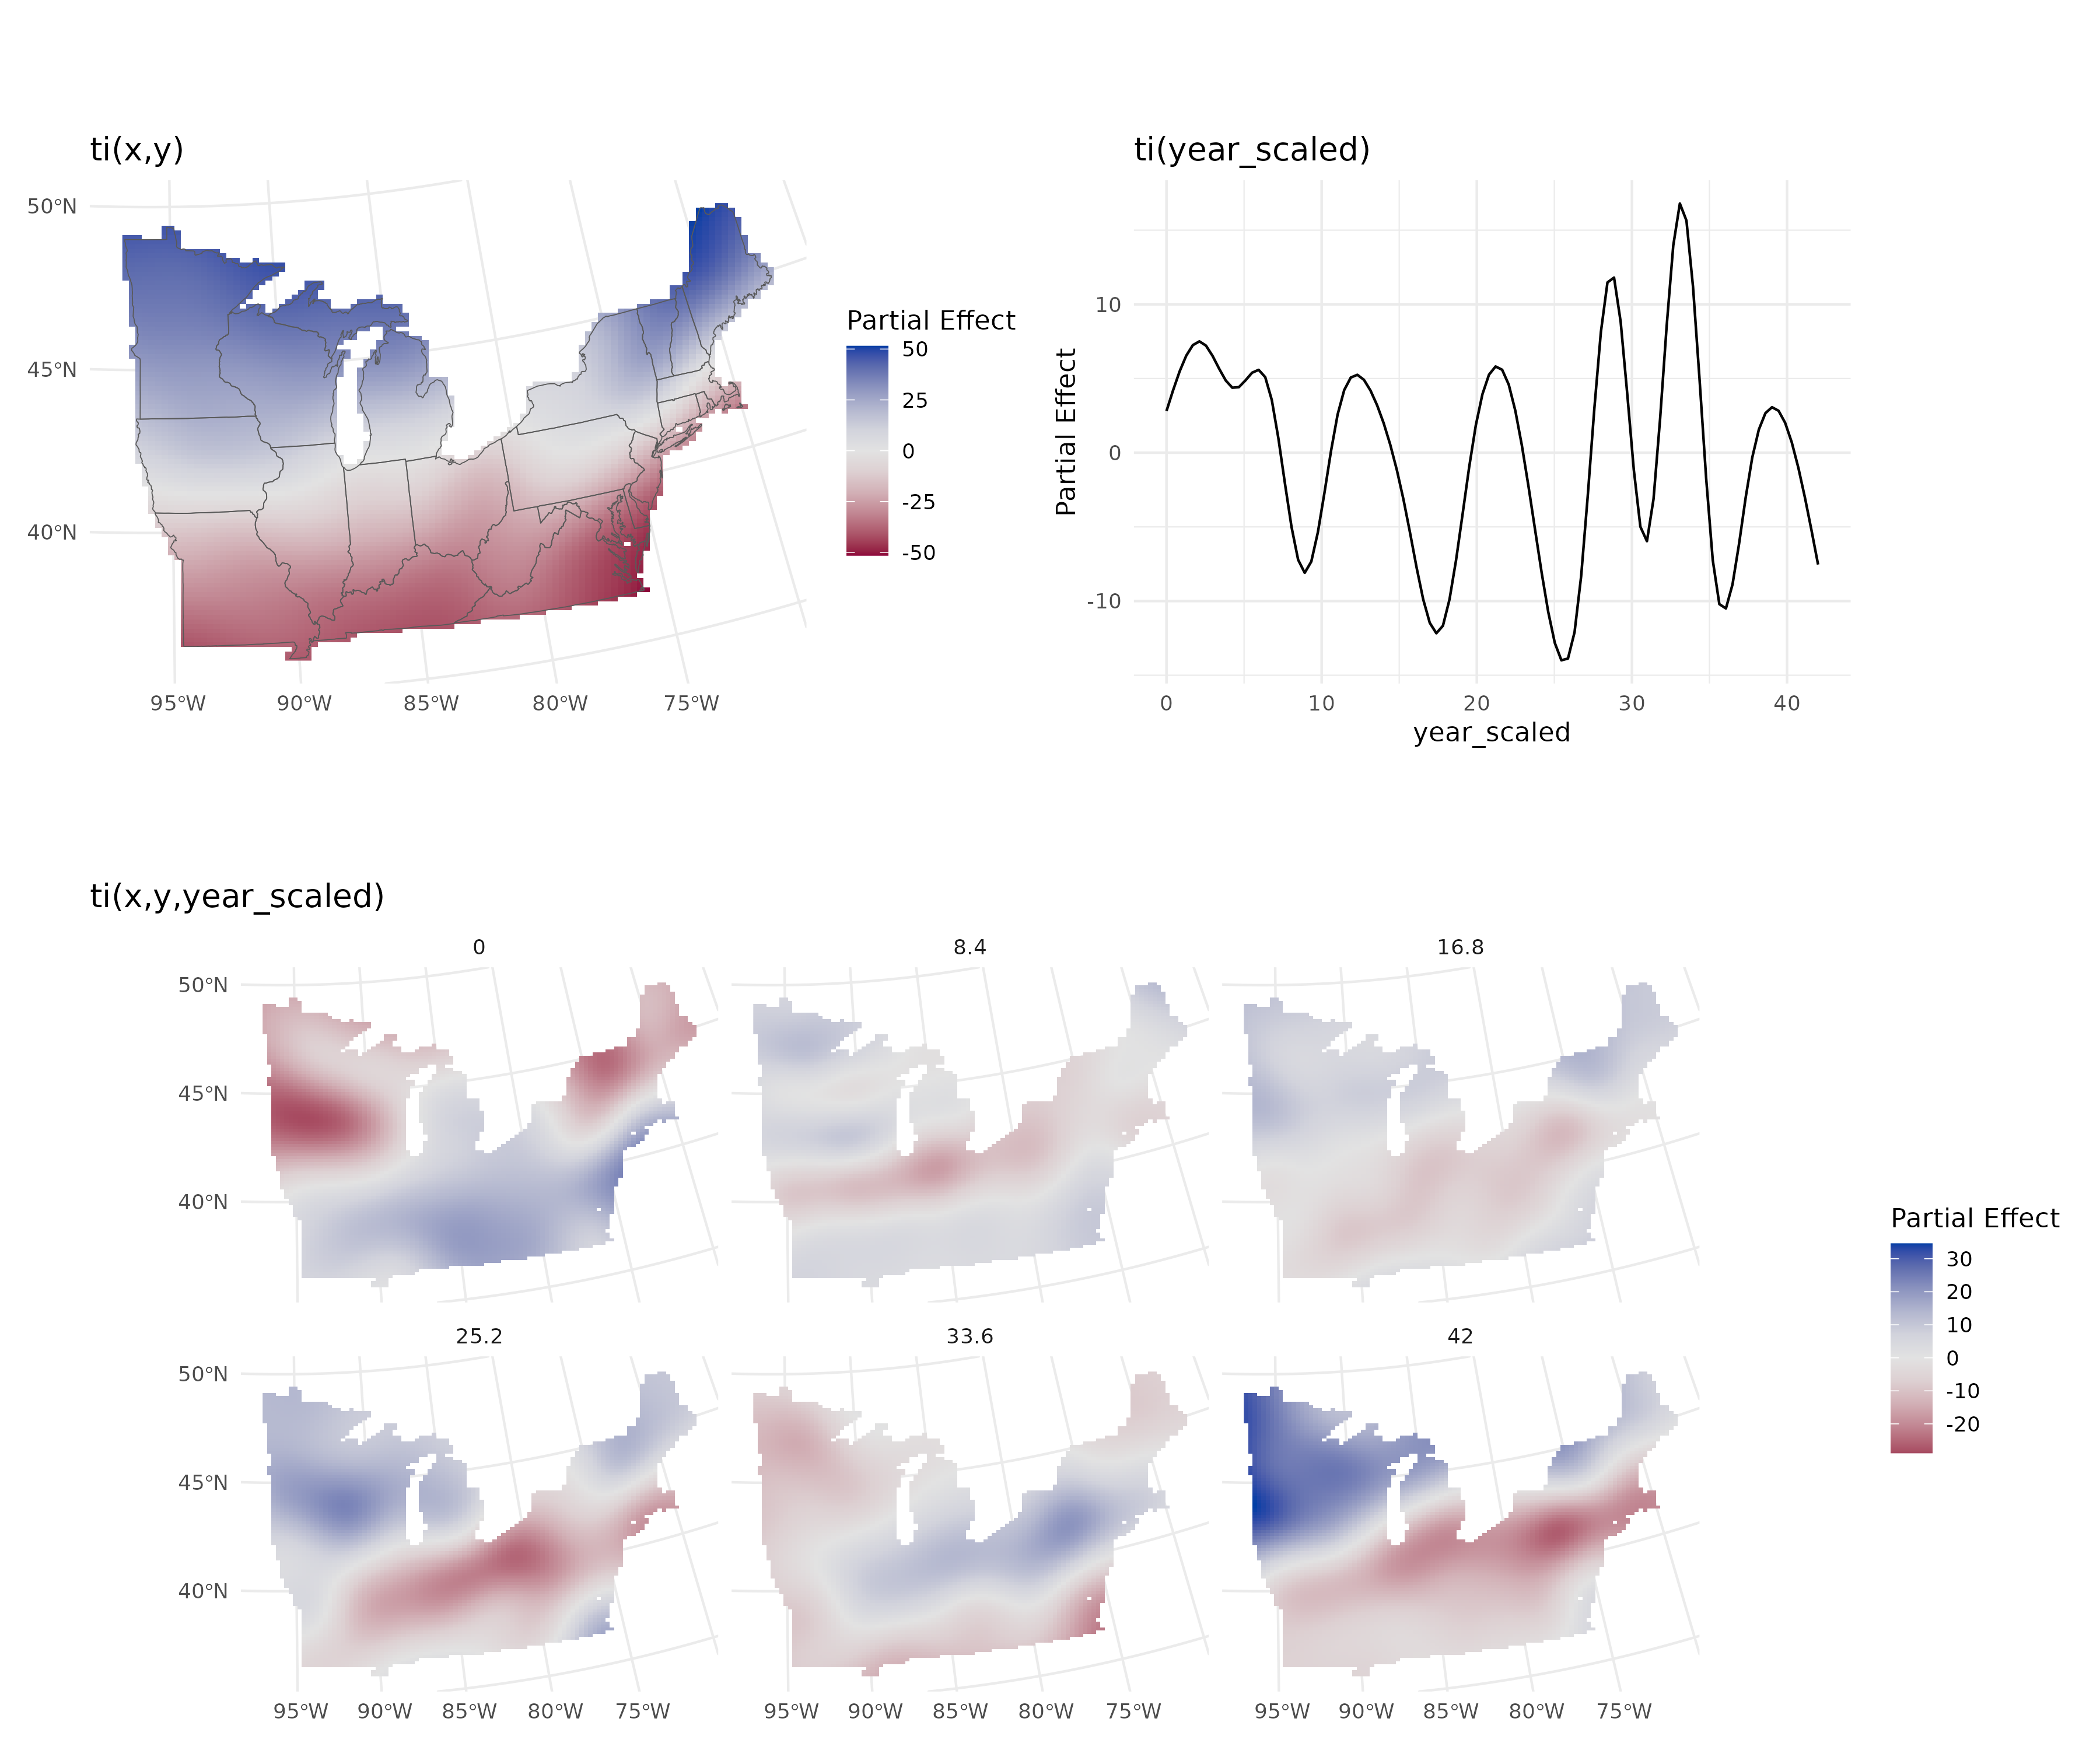 ti(x,y)
50°N
45°N
40°N
95°W 90°W 85°W 80°W 75°W
Partial Effect
50
25
0
-25
-50
ti(year_scaled)
Partial Effect
10
0
-10
0 10 20 30 40
year_scaled
ti(x,y,year_scaled)
0 8.4 16.8
50°N
45°N
40°N
25.2 33.6 42
50°N
45°N
40°N
95°W 90°W 85°W 80°W 75°W 95°W 90°W 85°W 80°W 75°W 95°W 90°W 85°W 80°W 75°W
Partial Effect
30
20
10
0
-10
-20